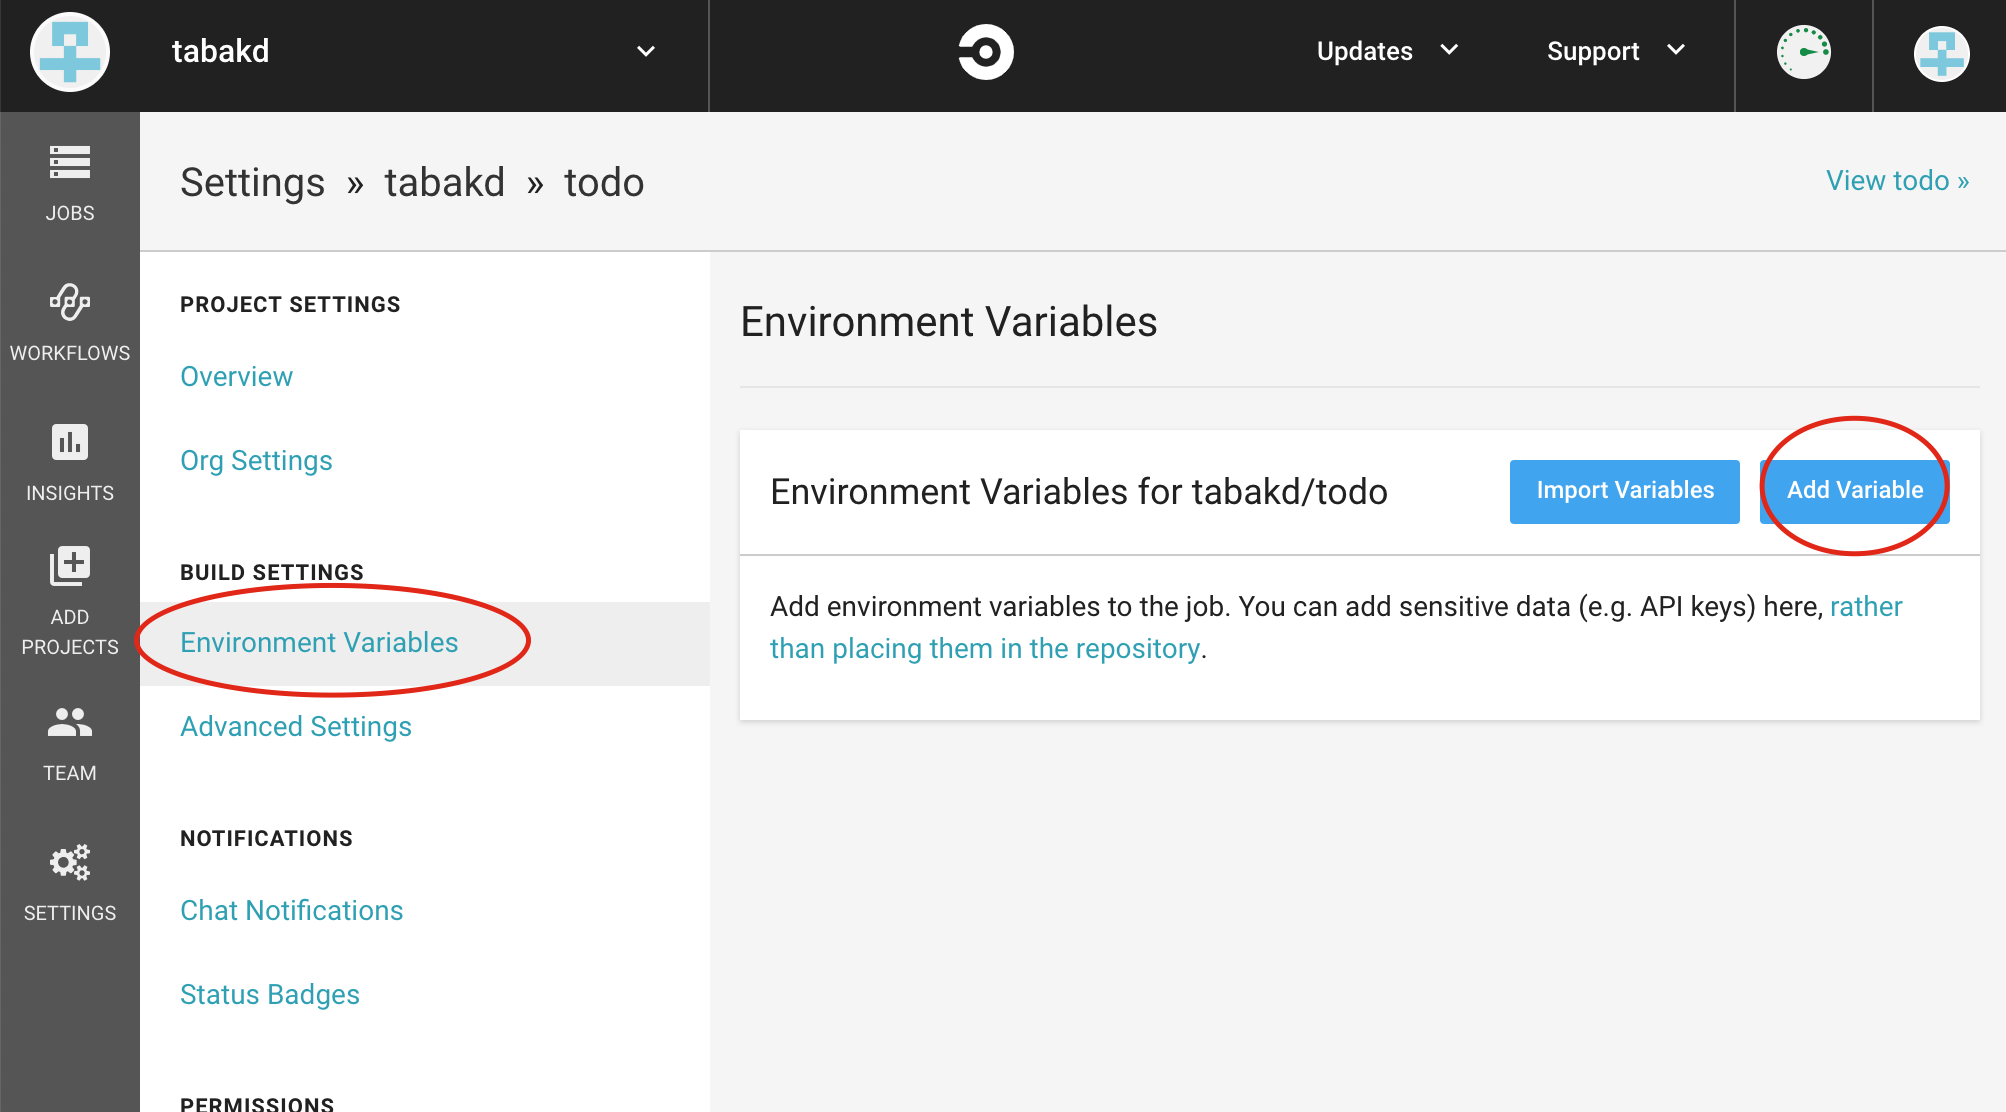 tabakd
Updates
Support
JOBS
WORKFLOWS
INSIGHTS
ADD
PROJECTS
TEAM
SETTINGS
Settings » tabakd » todo
View todo »
PROJECT SETTINGS
Overview
Org Settings
BUILD SETTINGS
Environment Variables
Advanced Settings
NOTIFICATIONS
Chat Notifications
Status Badges
PERMISSIONS
Environment Variables
Environment Variables for tabakd/todo
Import Variables
Add Variable
Add environment variables to the job. You can add sensitive data (e.g. API keys) here, rather
than placing them in the repository.